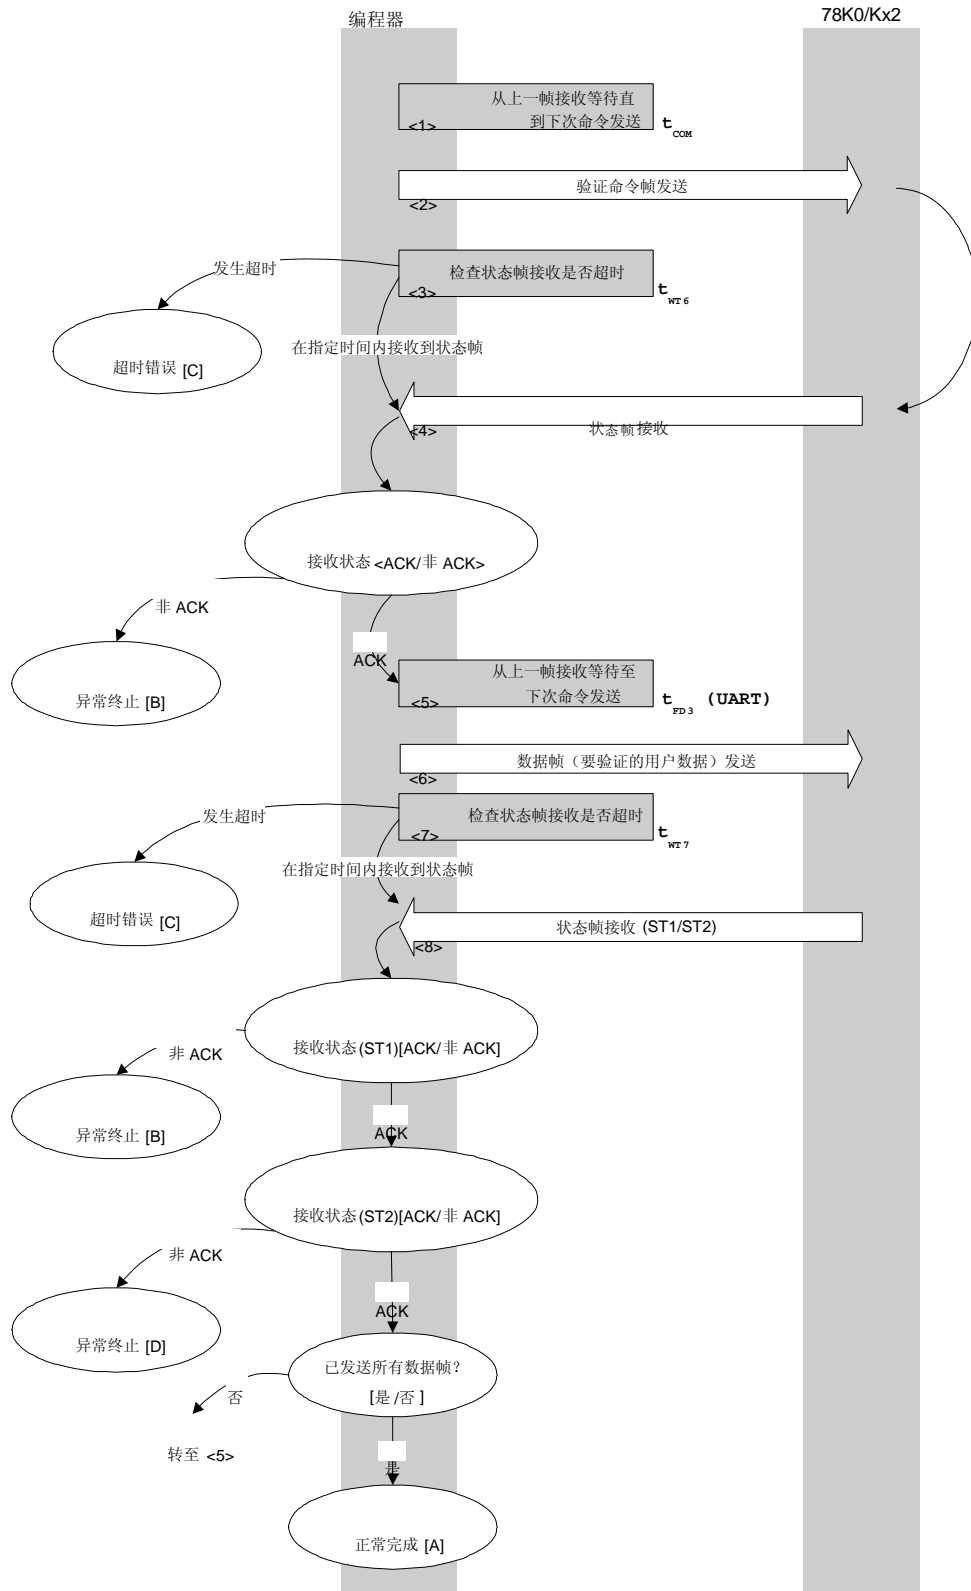 编程器
78K0/Kx2
从上一帧接收等待直
到下次命令发送
<1>
tCOM
验证命令帧发送
<2>
发生超时
检查状态帧接收是否超时
<3>
tWT6
在指定时间内接收到状态帧
超时错误 [C]
<4>
状态帧接收
接收状态<ACK/非 ACK>
非 ACK
ACK
异常终止 [B]
从上一帧接收等待至
下次命令发送
<5>
tFD3 (UART)
数据帧（要验证的用户数据）发送
<6>
发生超时
检查状态帧接收是否超时
<7>
tWT7
在指定时间内接收到状态帧
超时错误 [C]
状态帧接收 (ST1/ST2)
<8>
接收状态(ST1)[ACK/非 ACK]
非 ACK
ACK
异常终止 [B]
接收状态(ST2)[ACK/非 ACK]
非 ACK
ACK
异常终止 [D]
已发送所有数据帧？
[是/否 ]
否
转至 <5>
是
正常完成 [A]